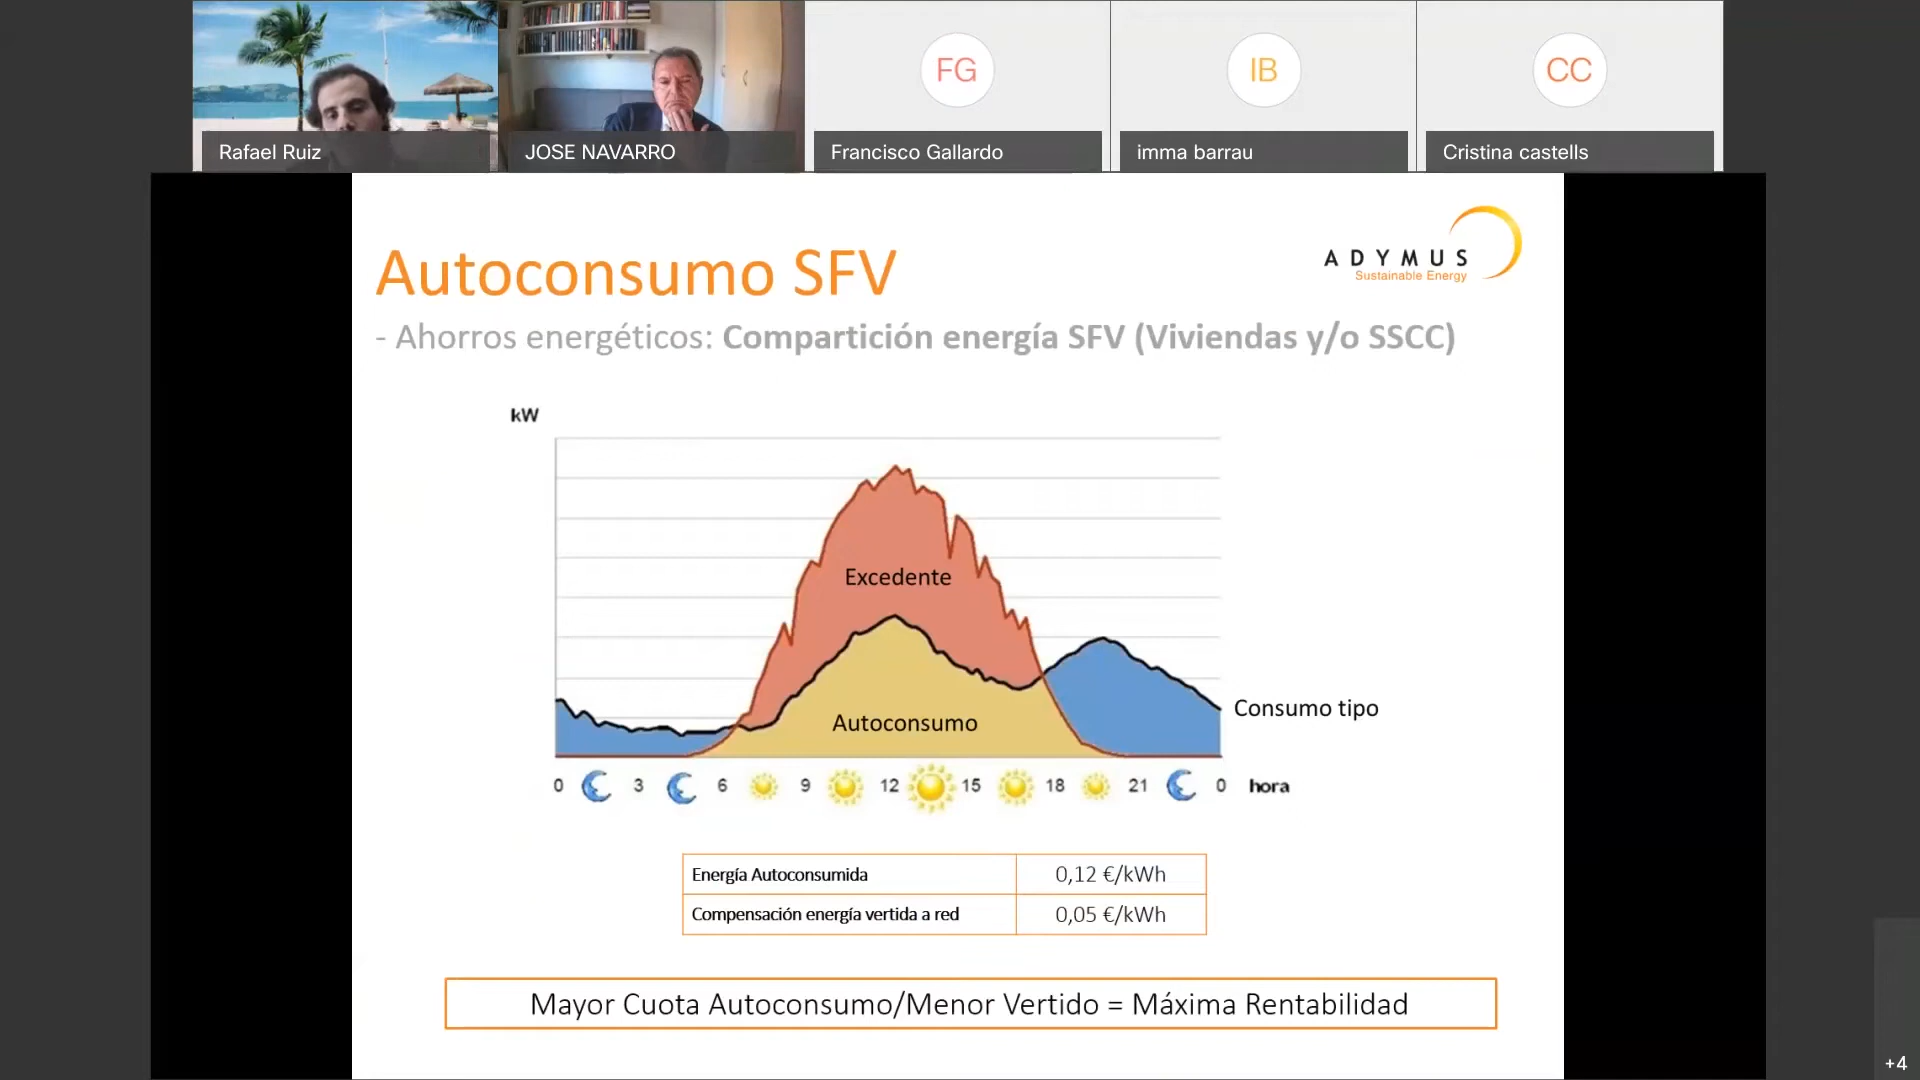 FG
IB
CC
Rafael Ruiz
JOSE NAVARRO
Francisco Gallardo
imma barrau
Cristina castells
ADYMUS
Sustainable Energy
Autoconsumo SFV
- Ahorros energéticos: Compartición energía SFV (Viviendas y/o SSCC)
kW
Excedente
Autoconsumo
Consumo tipo
0 3 6 9 12 15 18 21 0 hora
Energía Autoconsumida 0,12 €/kWh
Compensación energía vertida a red 0,05 €/kWh
Mayor Cuota Autoconsumo/Menor Vertido = Máxima Rentabilidad
+4